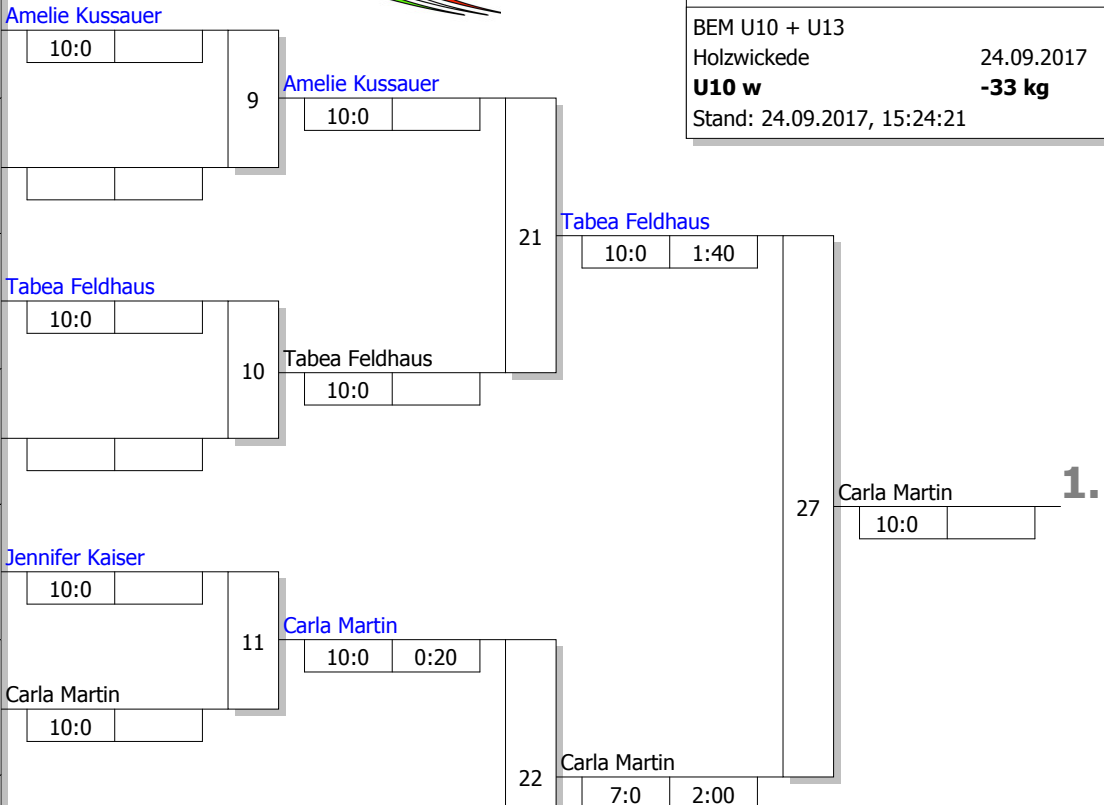 BEM U10 + U13
Holzwickede 24.09.2017
U10 w -33 kg
Stand: 24.09.2017, 15:24:21
Amelie Kussauer
10:0
9
Amelie Kussauer
10:0
21
Tabea Feldhaus
10:0 1:40
Tabea Feldhaus
10:0
10
Tabea Feldhaus
10:0
27
Carla Martin 1.
10:0
Jennifer Kaiser
10:0
11
Carla Martin
10:0 0:20
Carla Martin
10:0
22
Carla Martin
7:0 2:00